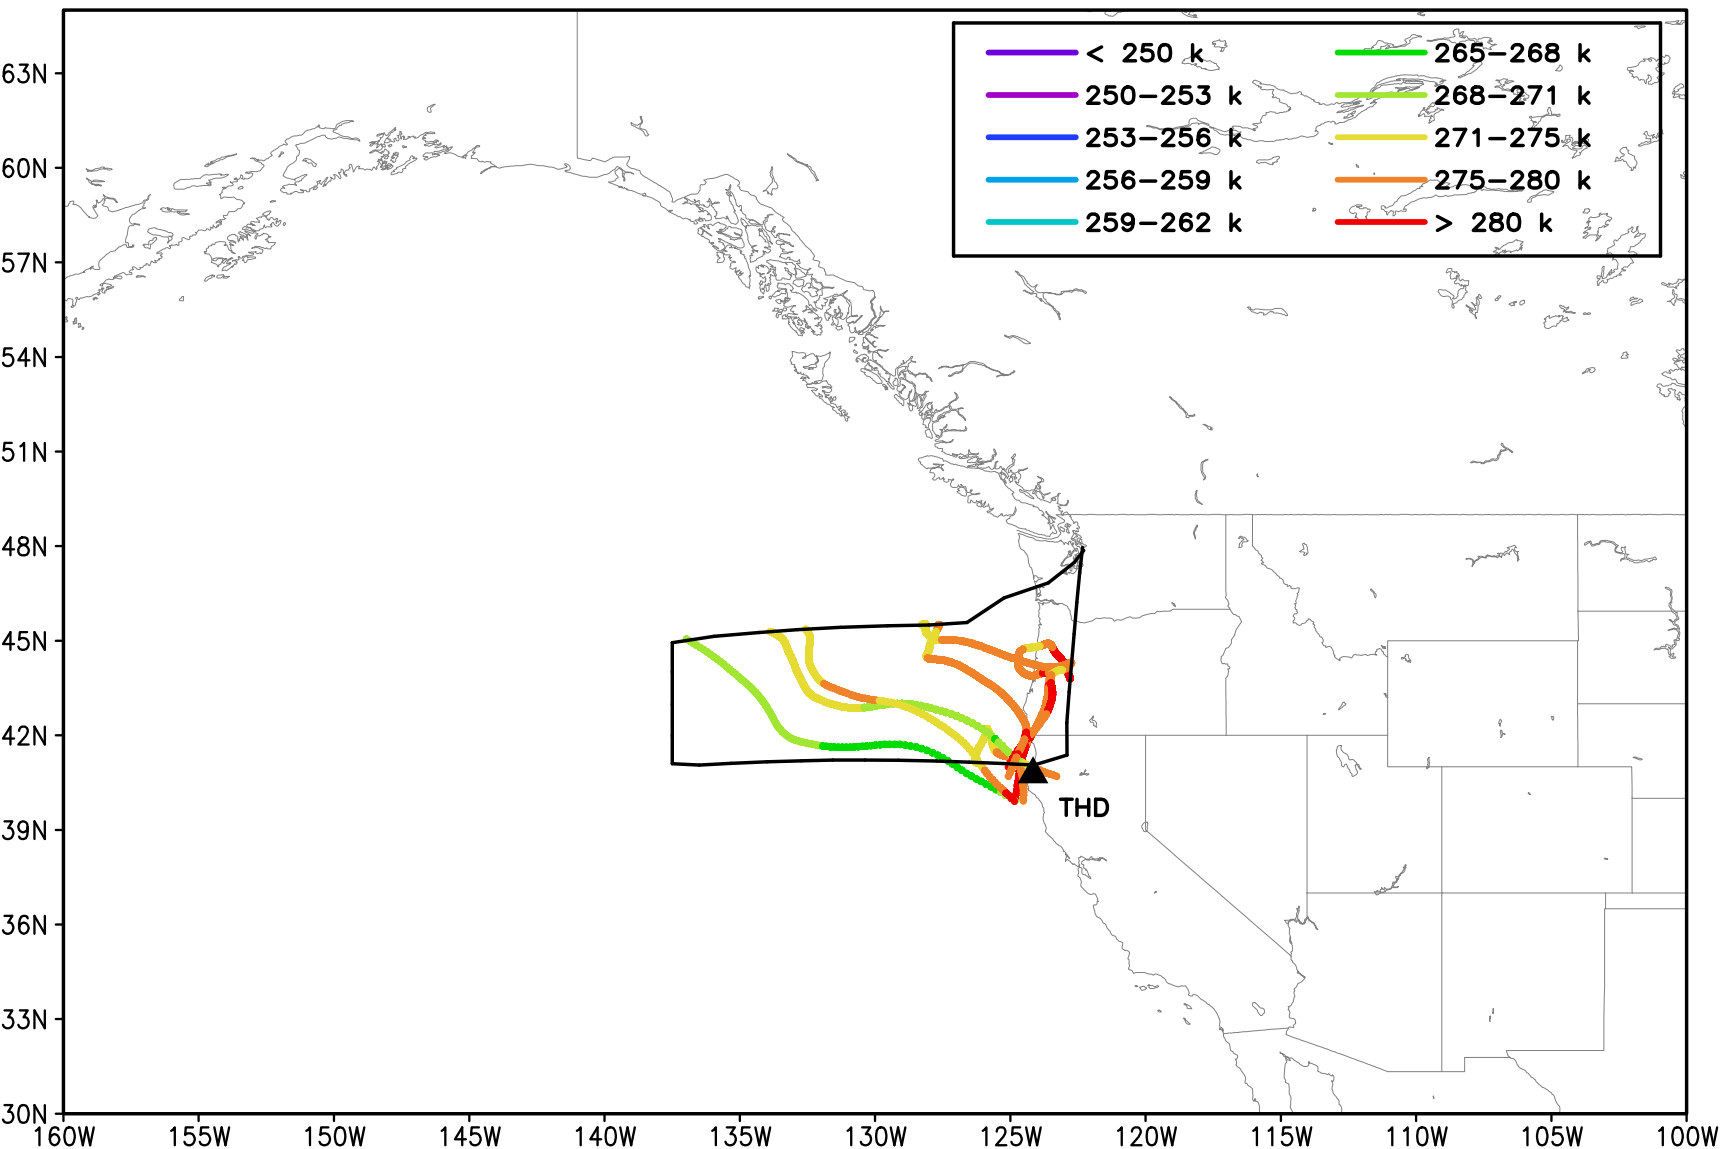 < 250 k
250-253 k
253-256 k
256-259 k
259-262 k
265-268 k
268-271 k
271-275 k
275-280 k
> 280 k
63N
60N
57N
54N
51N
48N
45N
42N
39N
36N
33N
30N
THD
160W 155W 150W 145W 140W 135W 130W 125W 120W 115W 110W 105W 100W